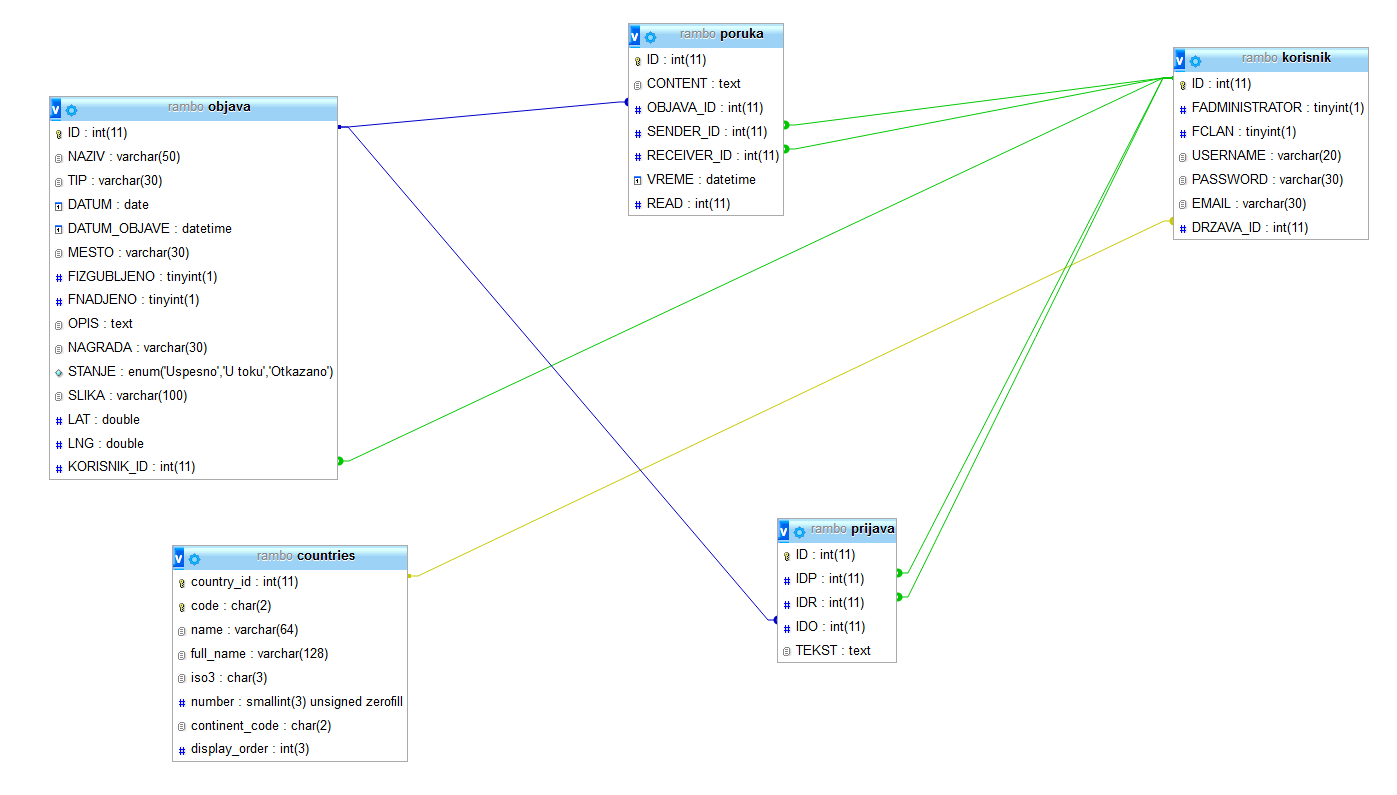 rambo objava
ID : int(11)
NAZIV : varchar(50)
TIP : varchar(30)
DATUM : date
DATUM_OBJAVE : datetime
MESTO : varchar(30)
FIZGUBLJENO : tinyint(1)
FNADJENO : tinyint(1)
OPIS : text
NAGRADA : varchar(30)
STANJE : enum('Uspesno','U toku','Otkazano')
SLIKA : varchar(100)
LAT : double
LNG : double
KORISNIK_ID : int(11)
rambo poruka
ID : int(11)
CONTENT : text
OBJAVA_ID : int(11)
SENDER_ID : int(11)
RECEIVER_ID : int(11)
VREME : datetime
READ : int(11)
rambo korisnik
ID : int(11)
FADMINISTRATOR : tinyint(1)
FCLAN : tinyint(1)
USERNAME : varchar(20)
PASSWORD : varchar(30)
EMAIL : varchar(30)
DRZAVA_ID : int(11)
rambo countries
country_id : int(11)
code : char(2)
name : varchar(64)
full_name : varchar(128)
iso3 : char(3)
number : smallint(3) unsigned zerofill
continent_code : char(2)
display_order : int(3)
rambo prijava
ID : int(11)
IDP : int(11)
IDR : int(11)
IDO : int(11)
TEKST : text